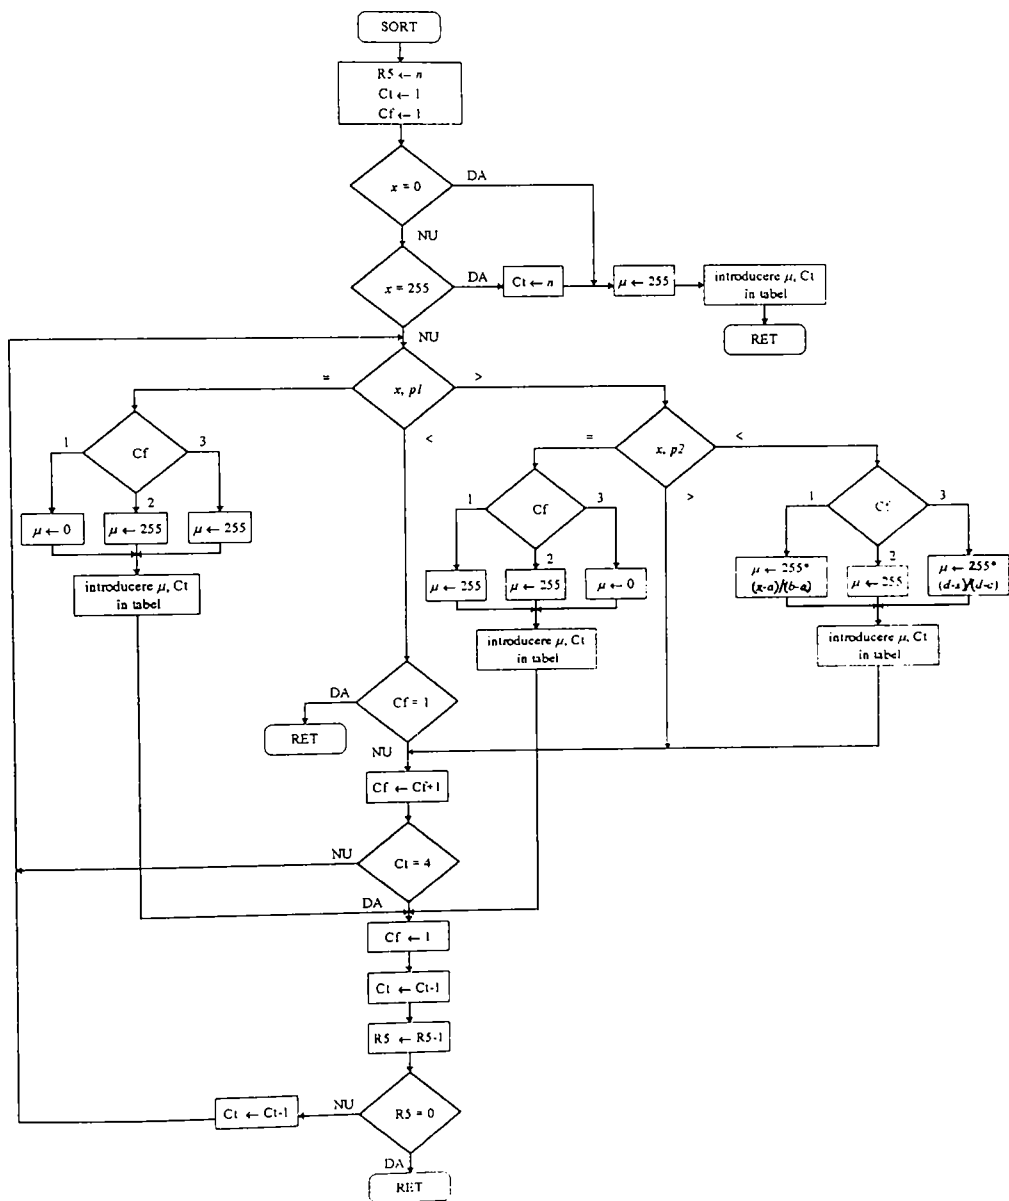 SORT
R5 ← n
Ct ← 1
Cf ← 1
x = 0
DA
NU
x = 255
DA
Ct ← n
μ ← 255
introducere μ, Ct
in tabel
RET
NU
x, p1
=
>
<
Cf
1
3
2
μ ← 0
μ ← 255
μ ← 255
introducere μ, Ct
in tabel
x, p2
=
<
>
Cf
1
3
2
μ ← 255
μ ← 255
μ ← 0
introducere μ, Ct
in tabel
Cf
1
3
2
μ ← 255*
(x-a)/(b-a)
μ ← 255
μ ← 255*
(d-x)/(d-c)
introducere μ, Ct
in tabel
Cf = 1
DA
RET
NU
Cf ← Cf+1
Ct = 4
NU
DA
Cf ← 1
Ct ← Ct-1
R5 ← R5-1
R5 = 0
NU
Ct ← Ct-1
DA
RET